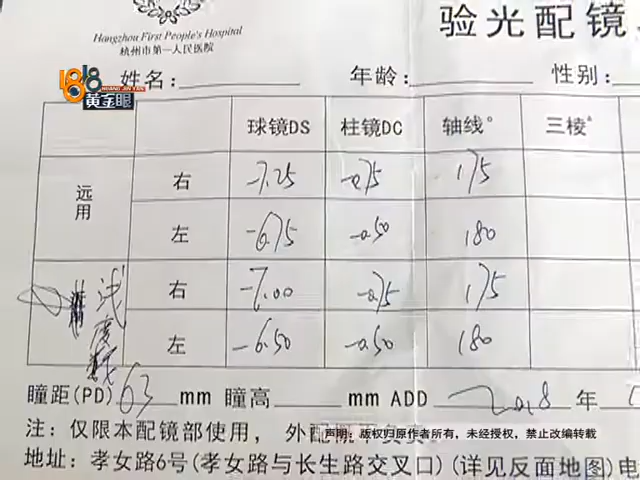 Hangzhou First People's Hospital
杭州市第一人民医院
验光配镜
姓名: 年龄: 性别:
1818
HUANG JIN YAN
黄金眼
球镜DS 柱镜DC 轴线° 三棱△
远用
右 -7.25 -0.75 175
左 -6.75 -0.50 180
右 -7.00 -0.75 175
左 -6.50 -0.50 180
瞳距(PD) 63 mm 瞳高 mm ADD 2018 年
注: 仅限本配镜部使用, 外配
声明: 版权归原作者所有, 未经授权, 禁止改编转载
地址: 孝女路6号(孝女路与长生路交叉口)(详见反面地图)电